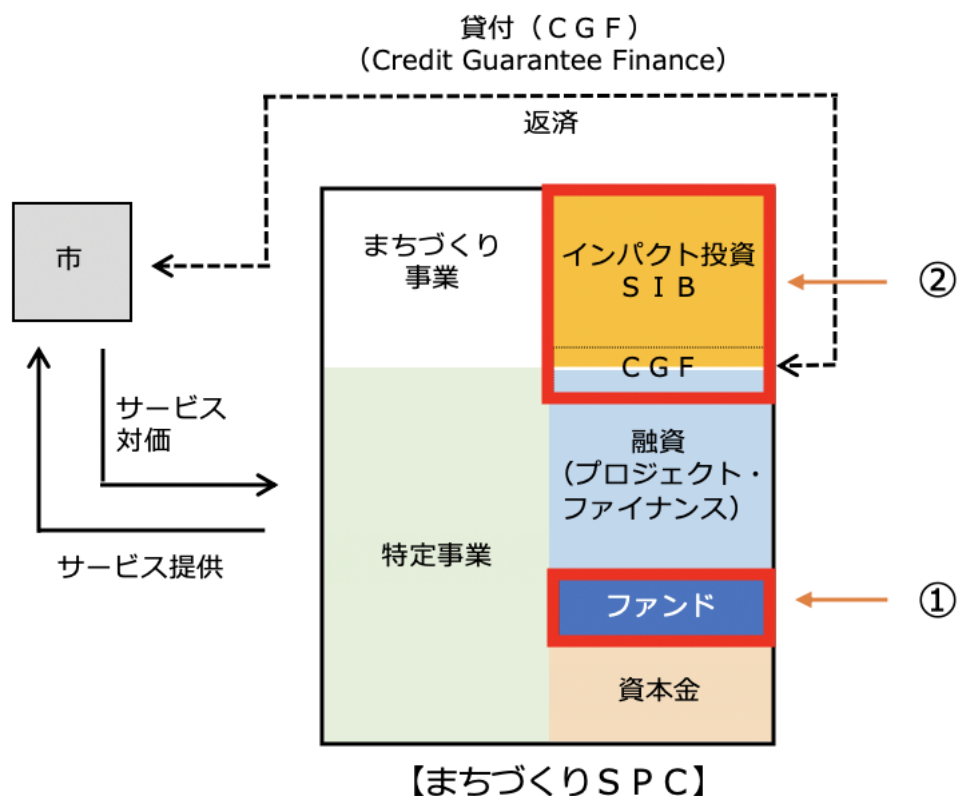 貸付（ＣＧＦ）
（Credit Guarantee Finance）
返済
市
まちづくり
事業
インパクト投資
ＳＩＢ
②
ＣＧＦ
サービス
対価
融資
（プロジェクト・
ファイナンス）
特定事業
サービス提供
ファンド
①
資本金
【まちづくりＳＰＣ】